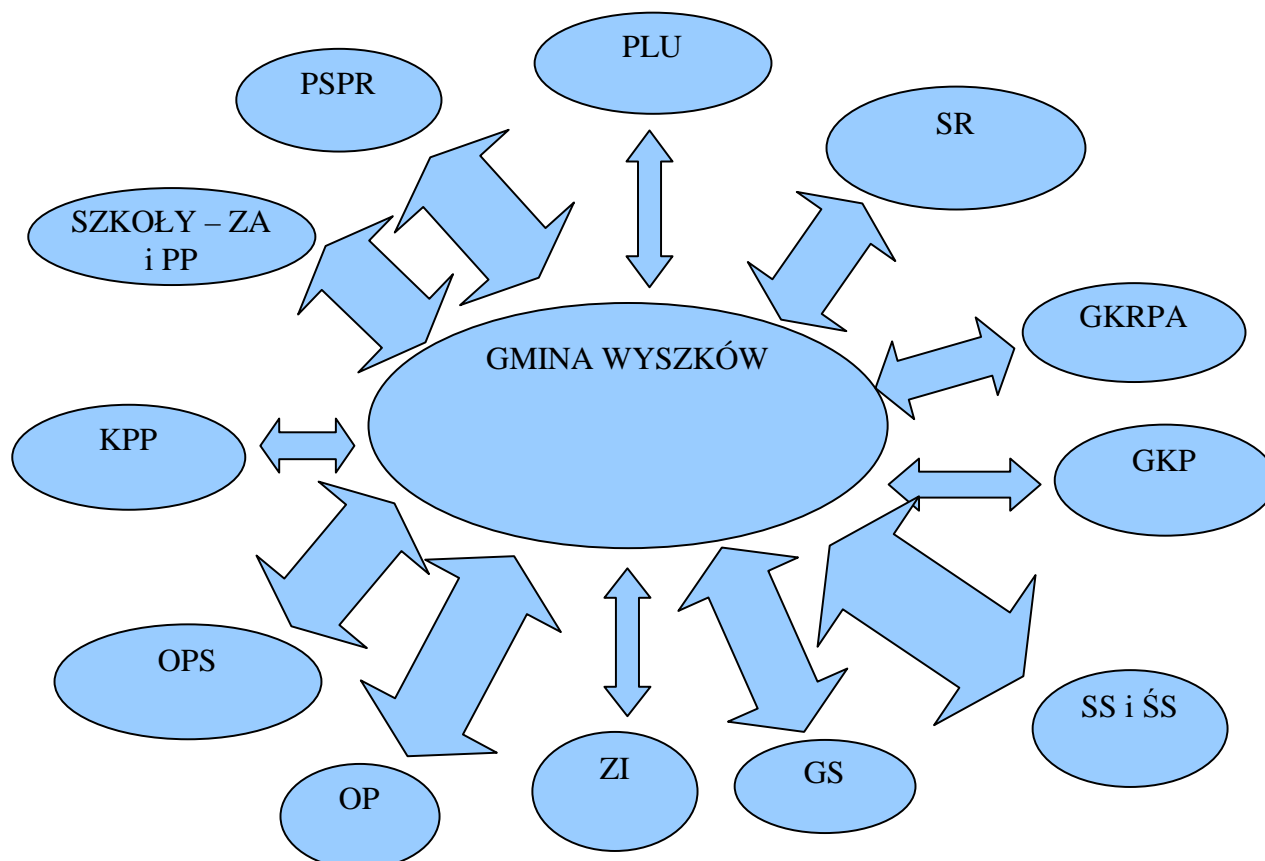 PLU
PSPR
SR
SZKOŁY – ZA
i PP
GKRPA
GMINA WYSZKÓW
KPP
GKP
OPS
SS i ŚS
ZI
GS
OP